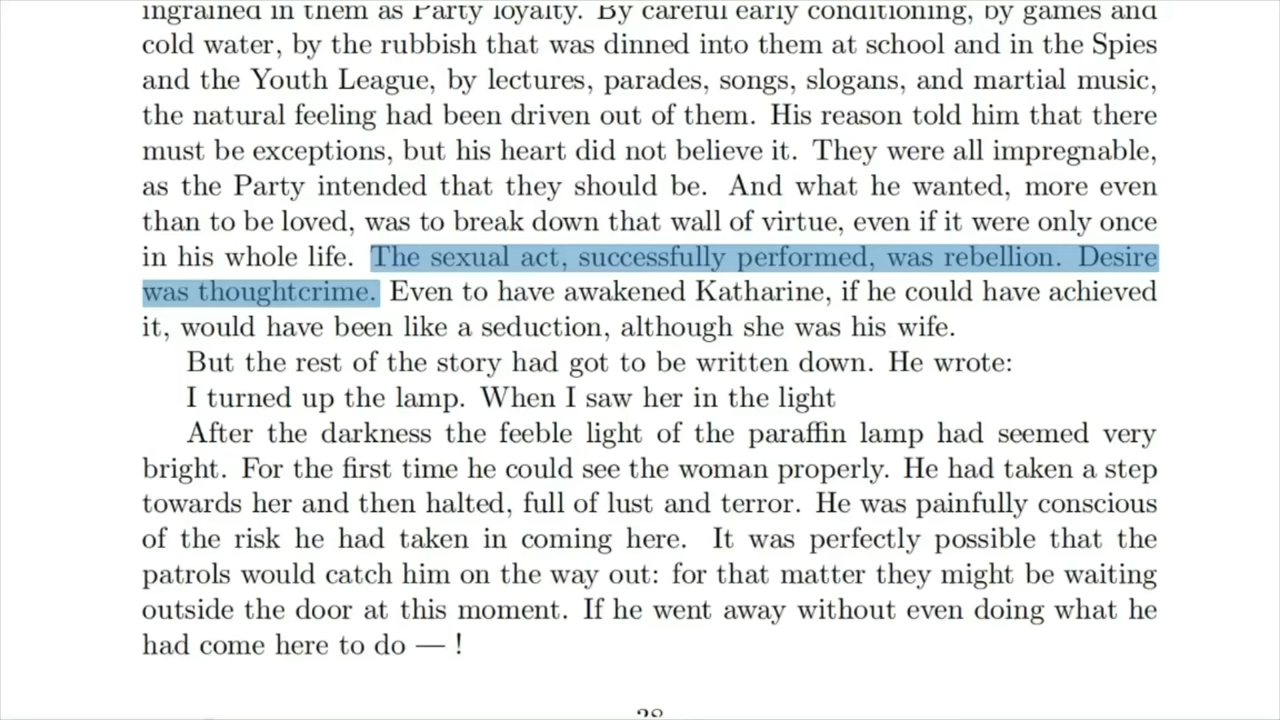 ingrained in them as Party loyalty. By careful early conditioning, by games and
cold water, by the rubbish that was dinned into them at school and in the Spies
and the Youth League, by lectures, parades, songs, slogans, and martial music,
the natural feeling had been driven out of them. His reason told him that there
must be exceptions, but his heart did not believe it. They were all impregnable,
as the Party intended that they should be. And what he wanted, more even
than to be loved, was to break down that wall of virtue, even if it were only once
in his whole life. The sexual act, successfully performed, was rebellion. Desire
was thoughtcrime. Even to have awakened Katharine, if he could have achieved
it, would have been like a seduction, although she was his wife.
But the rest of the story had got to be written down. He wrote:
I turned up the lamp. When I saw her in the light
After the darkness the feeble light of the paraffin lamp had seemed very
bright. For the first time he could see the woman properly. He had taken a step
towards her and then halted, full of lust and terror. He was painfully conscious
of the risk he had taken in coming here. It was perfectly possible that the
patrols would catch him on the way out: for that matter they might be waiting
outside the door at this moment. If he went away without even doing what he
had come here to do — !